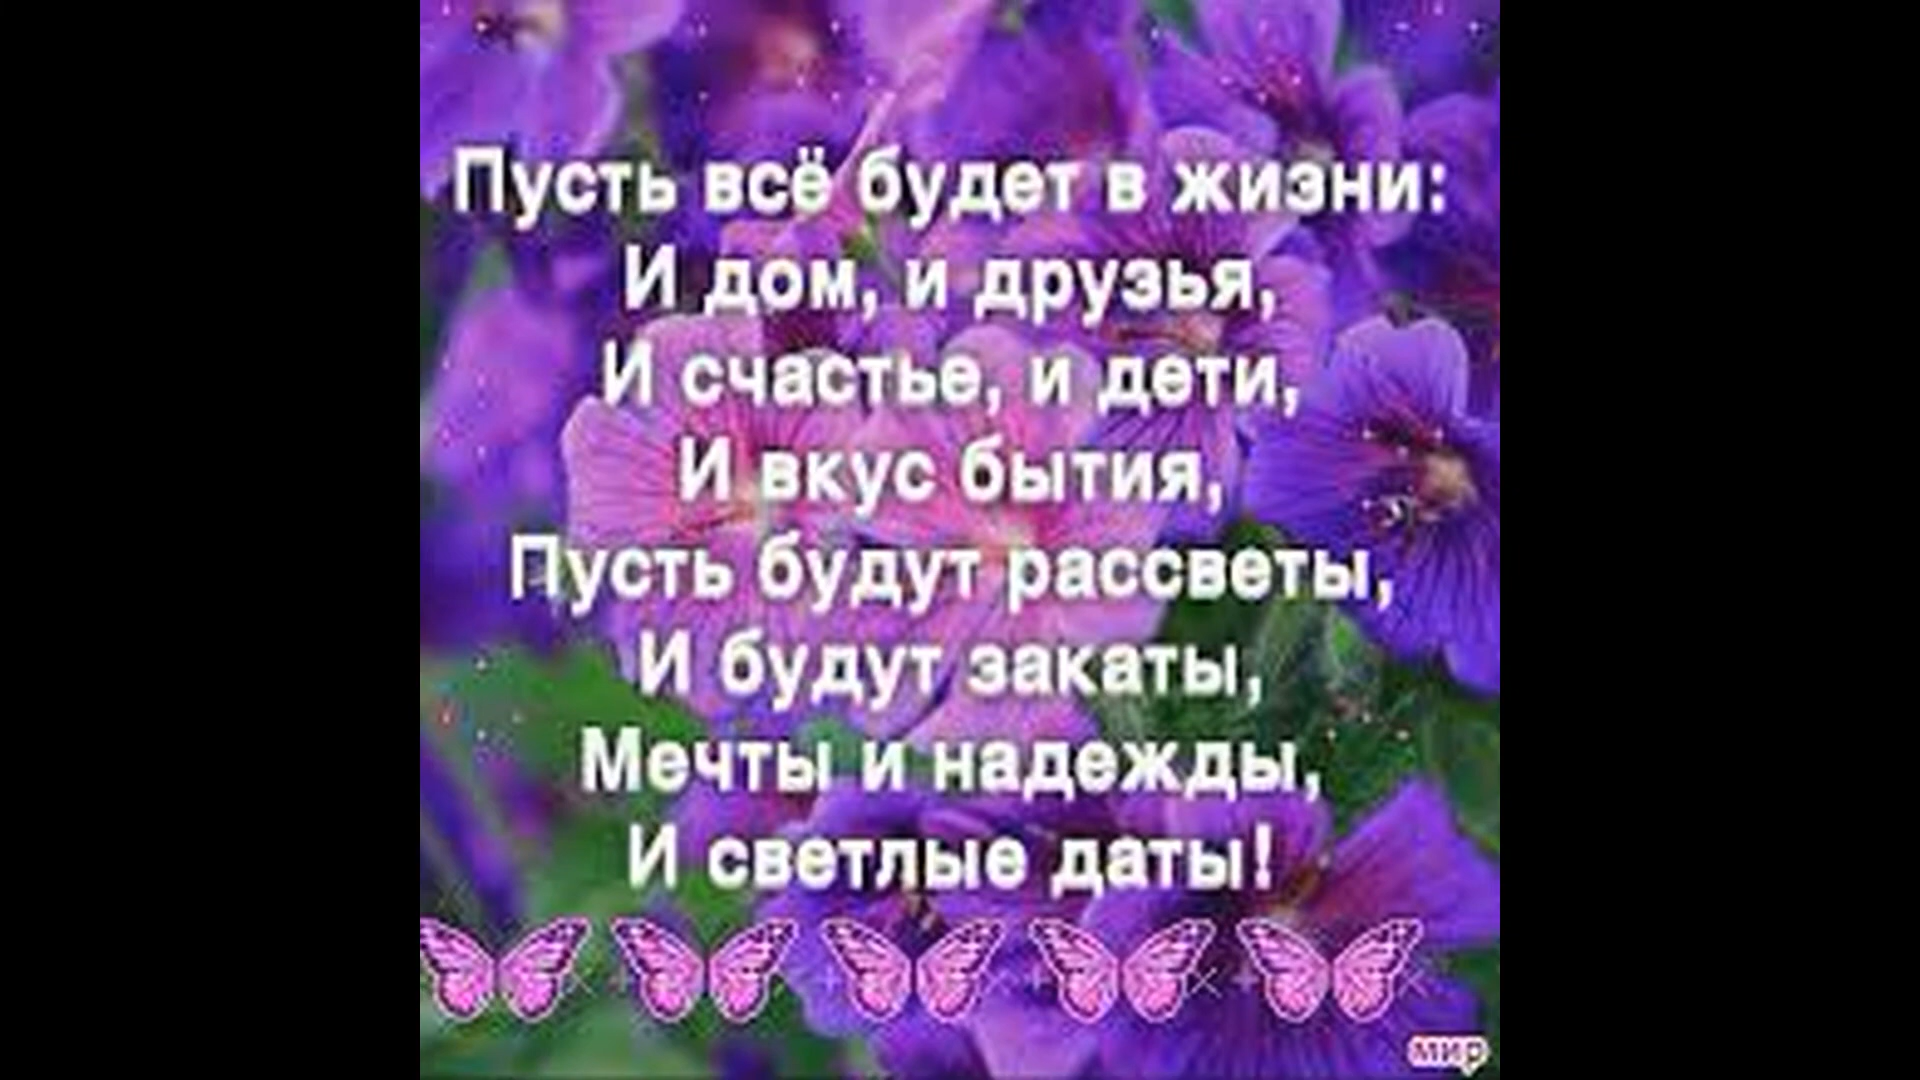 Пусть всё будет в жизни:
И дом, и друзья,
И счастье, и дети,
И вкус бытия,
Пусть будут рассветы,
И будут закаты,
Мечты и надежды,
И светлые даты!
мир